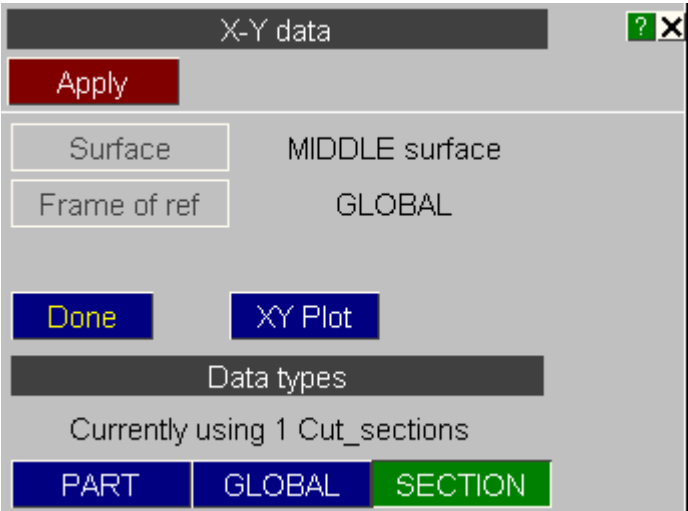 X-Y data ?
Apply
Surface MIDDLE surface
Frame of ref GLOBAL
Done XY Plot
Data types
Currently using 1 Cut_sections
PART GLOBAL SECTION